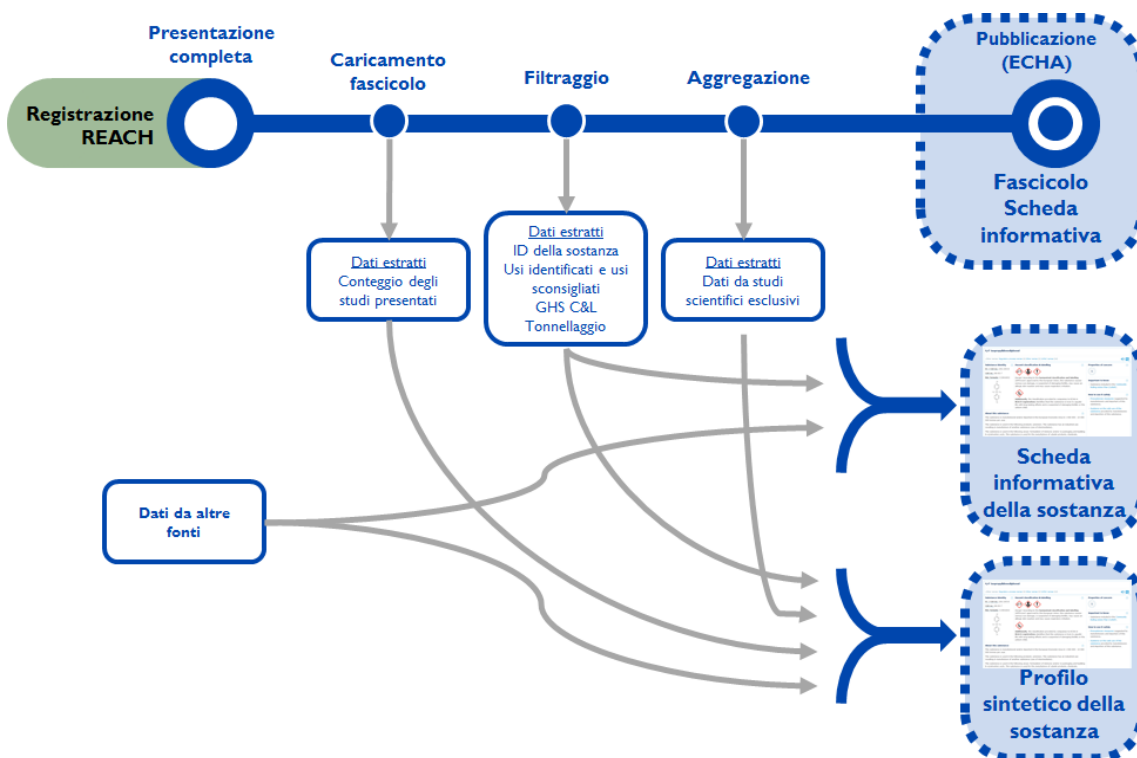 Presentazione
completa
Caricamento
fascicolo
Filtraggio
Aggregazione
Pubblicazione
(ECHA)
Registrazione
REACH
Fascicolo
Scheda
informativa
Dati estratti
Conteggio degli
studi presentati
Dati estratti
ID della sostanza
Usi identificati e usi
sconsigliati
GHS C&L
Tonnellaggio
Dati estratti
Dati da studi
scientifici esclusivi
Scheda
informativa
della sostanza
Dati da altre
fonti
Profilo
sintetico della
sostanza